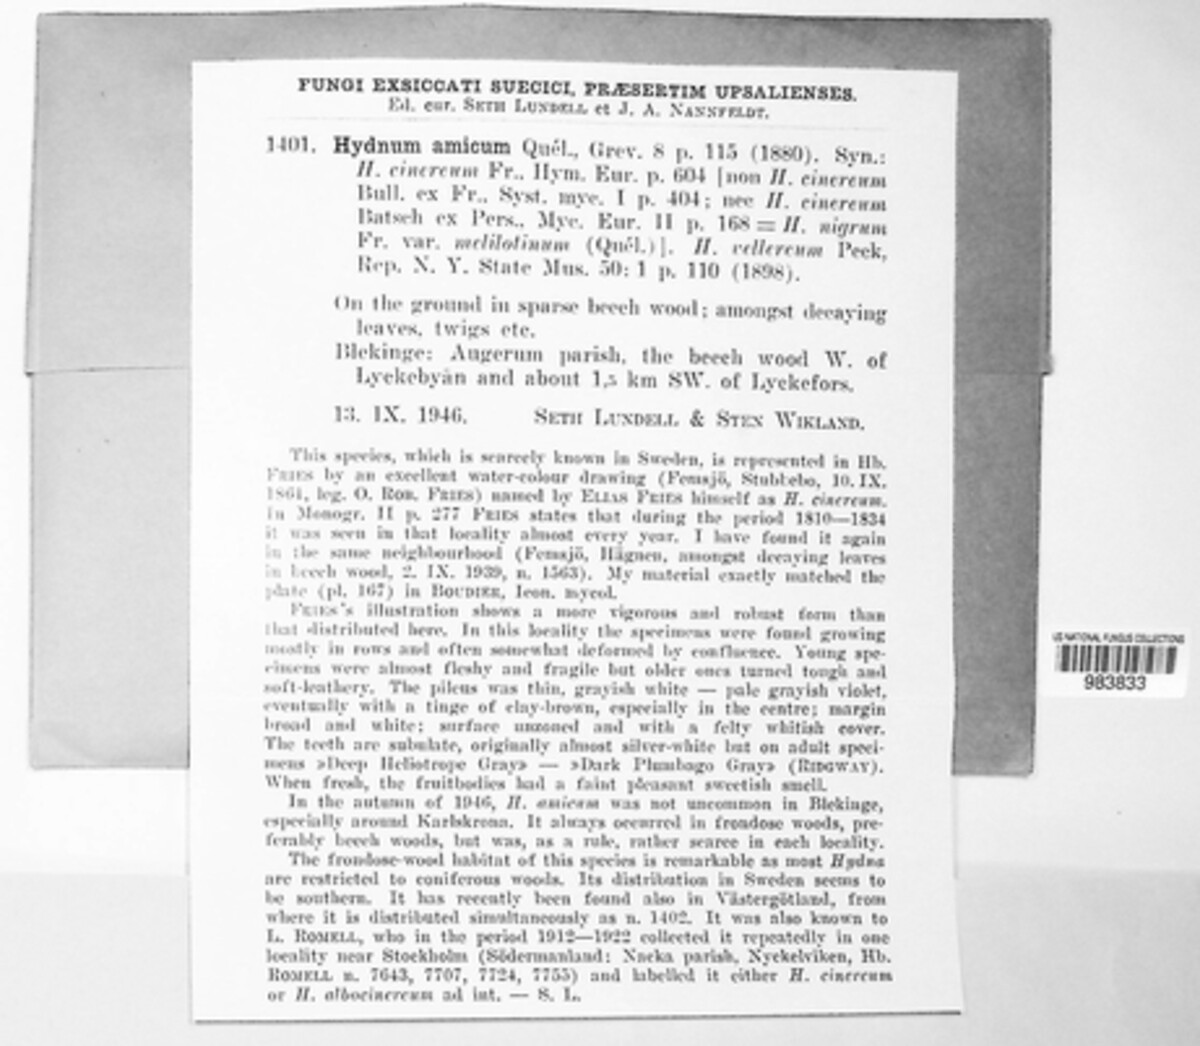 FUNGI EXSICCATI SUECICI, PRÆSERTIM UPSALIENSES.
Ed. cur. SETH LUNDELL et J. A. NANNFELDT.
1401. Hydnum amicum Quél., Grev. 8 p. 115 (1880). Syn.:
H. cinereum Fr., Hym. Eur. p. 604 [non H. cinereum
Bull. ex Fr., Syst. myc. I p. 404; nec H. cinereum
Batsch ex Pers., Myc. Eur. II p. 168 = H. nigrum
Fr. var. melilotinum (Quél.)]. H. vellereum Peck,
Rep. N. Y. State Mus. 50: 1 p. 110 (1898).
On the ground in sparse beech wood; amongst decaying
leaves, twigs etc.
Blekinge: Augerum parish, the beech wood W. of
Lyckebyån and about 1,5 km SW. of Lyckefors.
13. IX. 1946. SETH LUNDELL & STEN WIKLAND.
This species, which is scarcely known in Sweden, is represented in Hb.
FRIES by an excellent water-colour drawing (Femsjö, Stubbebo, 10. IX.
1864, leg. O. ROB. FRIES) named by ELIAS FRIES himself as H. cinereum.
In Monogr. II p. 277 FRIES states that during the period 1810—1834
it was seen in that locality almost every year. I have found it again
in the same neighbourhood (Femsjö, Hägnen, amongst decaying leaves
in beech wood, 2. IX. 1939, n. 1563). My material exactly matched the
plate (pl. 167) in BOUDIER, Icon. mycol.
FRIES's illustration shows a more vigorous and robust form than
that distributed here. In this locality the specimens were found growing
mostly in rows and often somewhat deformed by confluence. Young spe-
cimens were almost fleshy and fragile but older ones turned tough and
soft-leathery. The pileus was thin, grayish white — pale grayish violet,
eventually with a tinge of clay-brown, especially in the centre; margin
broad and white; surface unzoned and with a felty whitish cover.
The teeth are subulate, originally almost silver-white but on adult speci-
mens »Deep Heliotrope Gray» — »Dark Plumbago Gray» (RIDGWAY).
When fresh, the fruitbodies had a faint pleasant sweetish smell.
In the autumn of 1946, H. amicum was not uncommon in Blekinge,
especially around Karlskrona. It always occurred in frondose woods, pre-
ferably beech woods, but was, as a rule, rather scarce in each locality.
The frondose-wood habitat of this species is remarkable as most Hydna
are restricted to coniferous woods. Its distribution in Sweden seems to
be southern. It has recently been found also in Västergötland, from
where it is distributed simultaneously as n. 1402. It was also known to
L. ROMELL, who in the period 1912—1922 collected it repeatedly in one
locality near Stockholm (Södermanland: Nacka parish, Nyckelviken, Hb.
ROMELL n. 7643, 7707, 7724, 7755) and labelled it either H. cinereum
or H. albocinereum ad int. — S. L.
US NATIONAL FUNGUS COLLECTIONS
983833